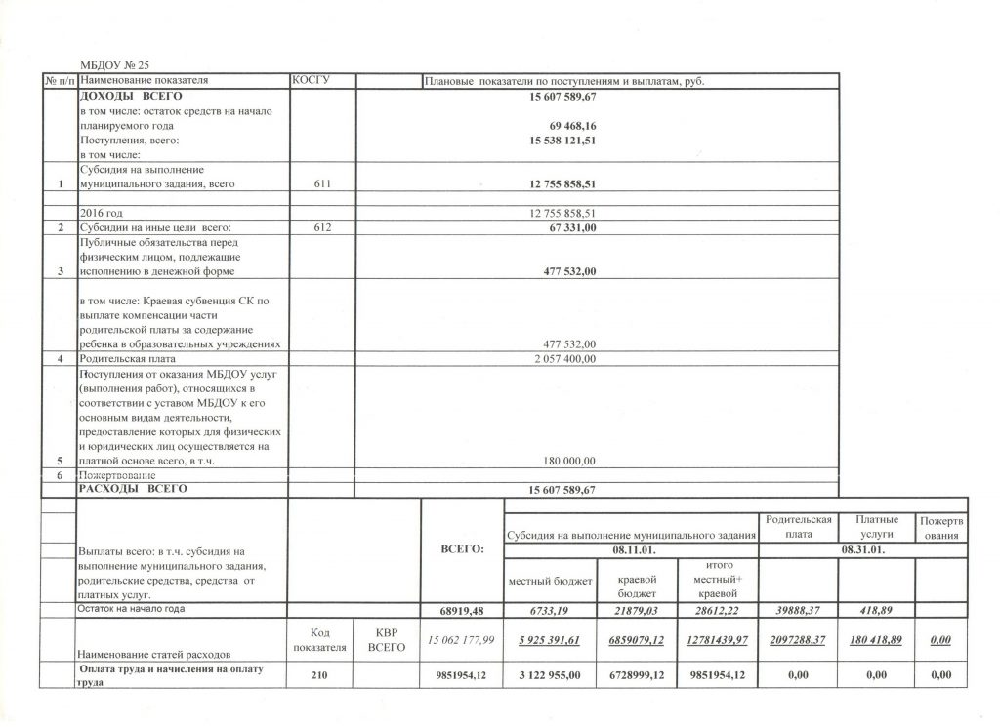 МБДОУ № 25
№ п/п Наименование показателя КОСГУ Плановые показатели по поступлениям и выплатам, руб.
ДОХОДЫ ВСЕГО 15 607 589,67
в том числе: остаток средств на начало
планируемого года 69 468,16
Поступления, всего: 15 538 121,51
в том числе:
Субсидия на выполнение
1 муниципального задания, всего 611 12 755 858,51
2016 год 12 755 858,51
2 Субсидии на иные цели всего: 612 67 331,00
Публичные обязательства перед
физическим лицом, подлежащие
3 исполнению в денежной форме 477 532,00
в том числе: Краевая субвенция СК по
выплате компенсации части
родительской платы за содержание
ребенка в образовательных учреждениях 477 532,00
4 Родительская плата 2 057 400,00
Поступления от оказания МБДОУ услуг
(выполнения работ), относящихся в
соответствии с уставом МБДОУ к его
основным видам деятельности,
предоставление которых для физических
и юридических лиц осуществляется на
5 платной основе всего, в т.ч. 180 000,00
6 Пожертвование
РАСХОДЫ ВСЕГО 15 607 589,67
Выплаты всего: в т.ч. субсидия на
выполнение муниципального задания,
родительские средства, средства от
платных услуг.
ВСЕГО:
Субсидия на выполнение муниципального задания
Родительская
плата
Платные
услуги
Пожертв
ования
08.11.01. 08.31.01.
местный бюджет
краевой
бюджет
итого
местный+
краевой
Остаток на начало года 68919,48 6733,19 21879,03 28612,22 39888,37 418,89
Наименование статей расходов
Код
показателя
КВР
ВСЕГО
15 062 177,99 5 925 391,61 6859079,12 12781439,97 2097288,37 180 418,89 0,00
Оплата труда и начисления на оплату
труда
210 9851954,12 3 122 955,00 6728999,12 9851954,12 0,00 0,00 0,00